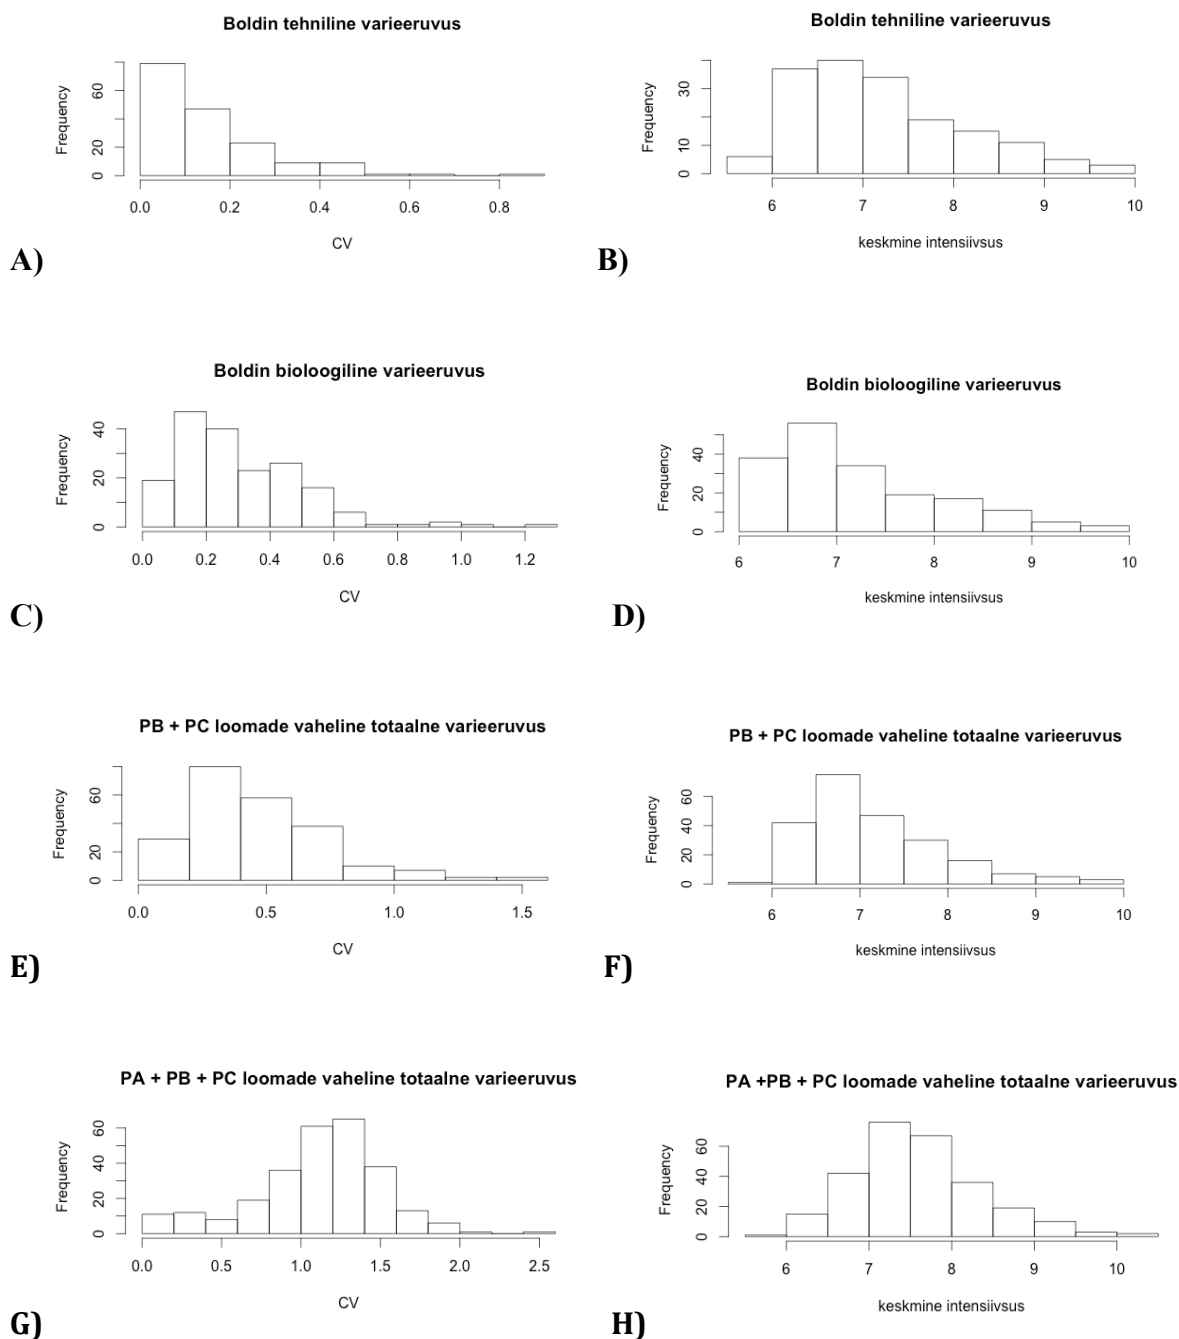 Boldin tehniline varieeruvus
Frequency
60
20
0
0.0 0.2 0.4 0.6 0.8
CV
A)
Boldin tehniline varieeruvus
Frequency
30
10
0
6 7 8 9 10
keskmine intensiivsus
B)
Boldin bioloogiline varieeruvus
Frequency
40
20
0
0.0 0.2 0.4 0.6 0.8 1.0 1.2
CV
C)
Boldin bioloogiline varieeruvus
Frequency
40
20
0
6 7 8 9 10
keskmine intensiivsus
D)
PB + PC loomade vaheline totaalne varieeruvus
Frequency
60
20
0
0.0 0.5 1.0 1.5
CV
E)
PB + PC loomade vaheline totaalne varieeruvus
Frequency
60
40
20
0
6 7 8 9 10
keskmine intensiivsus
F)
PA + PB + PC loomade vaheline totaalne varieeruvus
Frequency
60
40
20
0
0.0 0.5 1.0 1.5 2.0 2.5
CV
G)
PA +PB + PC loomade vaheline totaalne varieeruvus
Frequency
60
40
20
0
6 7 8 9 10
keskmine intensiivsus
H)